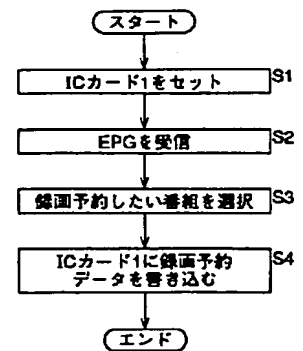 スタート
ICカード1をセット
S1
EPGを受信
S2
録画予約したい番組を選択
S3
ICカード1に録画予約
データを書き込む
S4
エンド